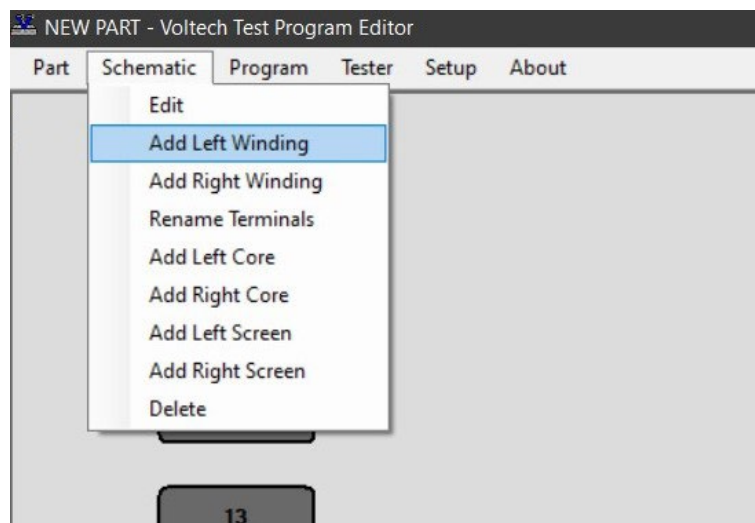 NEW PART - Voltech Test Program Editor
Part Schematic Program Tester Setup About
Edit
Add Left Winding
Add Right Winding
Rename Terminals
Add Left Core
Add Right Core
Add Left Screen
Add Right Screen
Delete
13